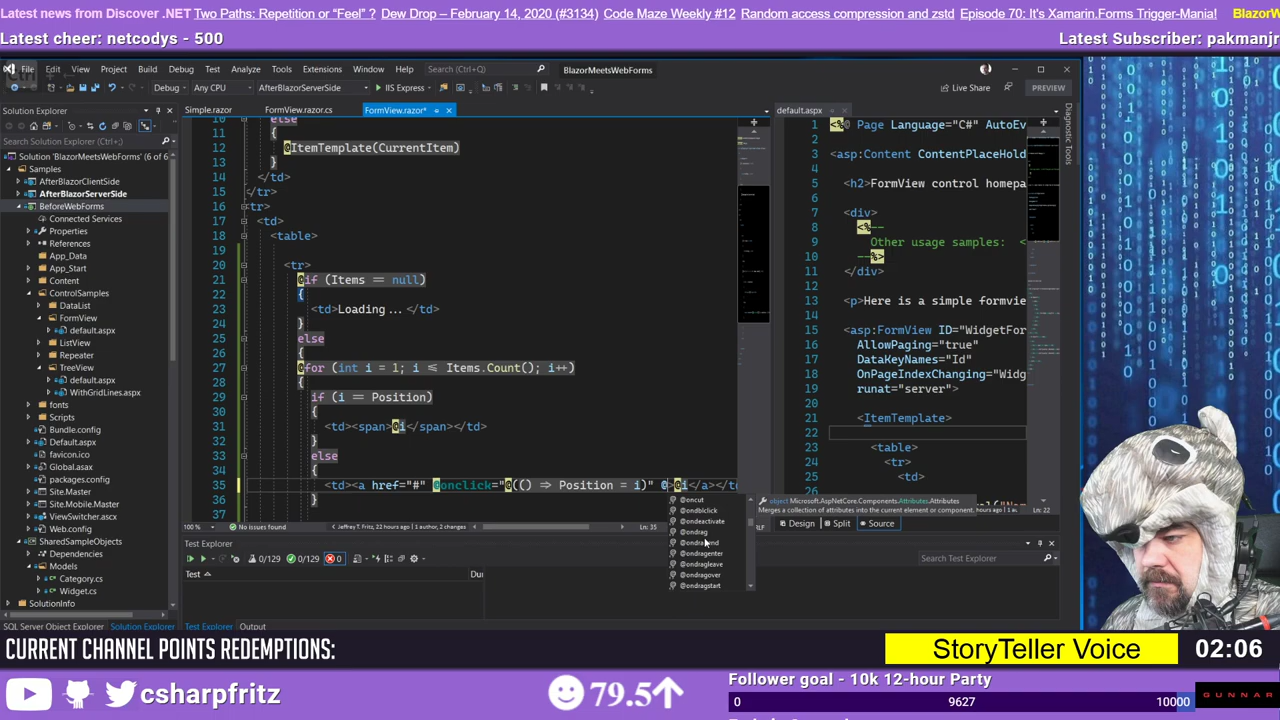 Latest news from Discover .NET Two Paths: Repetition or “Feel” ? Dew Drop – February 14, 2020 (#3134) Code Maze Weekly #12 Random access compression and zstd Episode 70: It's Xamarin.Forms Trigger-Mania! BlazorW
Latest cheer: netcodys - 500
Latest Subscriber: pakmanjr
File Edit View Project Build Debug Test Analyze Tools Extensions Window Help Search (Ctrl+Q) BlazorMeetsWebForms
Debug Any CPU AfterBlazorServerSide IIS Express Live Share PREVIEW
Solution Explorer
Search Solution Explorer (Ctrl+;)
Solution 'BlazorMeetsWebForms' (6 of 6
Samples
AfterBlazorClientSide
AfterBlazorServerSide
BeforeWebForms
Connected Services
Properties
References
App_Data
App_Start
Content
ControlSamples
DataList
FormView
default.aspx
ListView
Repeater
TreeView
default.aspx
WithGridLines.aspx
fonts
Scripts
Bundle.config
Default.aspx
favicon.ico
Global.asax
Site.Master
ViewSwitcher.ascx
Web.config
SharedSampleObjects
Dependencies
Models
Category.cs
Widget.cs
SolutionInfo
SQL Server Object Explorer Solution Explorer
Simple.razor FormView.razor.cs FormView.razor*
10 else
11 {
12 @ItemTemplate(CurrentItem)
13 }
14 </td>
15 </tr>
16 <tr>
17 <td>
18 <table>
19
20 <tr>
21 @if (Items == null)
22 {
23 <td>Loading...</td>
24 }
25 else
26 {
27 @for (int i = 1; i <= Items.Count(); i++)
28 {
29 if (i == Position)
30 {
31 <td><span>@i</span></td>
32 }
33 else
34 {
35 <td><a href="#" @onclick="@(() => Position = i)" @>@i</a></t
36 }
37
@oncut
@ondblclick
@ondeactivate
@ondrag
@ondragend
@ondragenter
@ondragleave
@ondragover
@ondragstart
object Microsoft.AspNetCore.Components.Attributes.Attributes
Merges a collection of attributes into the current element or component.
100 % No issues found Jeffrey T. Fritz, 22 hours ago | 1 author, 2 changes Ln: 35
default.aspx
1 <%@ Page Language="C#" AutoEv
2
3 <asp:Content ContentPlaceHold
4
5 <h2>FormView control homepa
6
7 <div>
8 <%--
9 Other usage samples: <
10 --%>
11 </div>
12
13 <p>Here is a simple formvie
14
15 <asp:FormView ID="WidgetFor
16 AllowPaging="true"
17 DataKeyNames="Id"
18 OnPageIndexChanging="Widg
19 runat="server">
20
21 <ItemTemplate>
22
23 <table>
24 <tr>
25 <td>
26
Design Split Source
Diagnostic Tools
Test Explorer
0/129 0/129 0 Search Test Explorer
Test Du
Test Explorer Output
CURRENT CHANNEL POINTS REDEMPTIONS:
StoryTeller Voice 02:06
csharpfritz
79.5
Follower goal - 10k 12-hour Party
0 9627 10000
GUNNAR